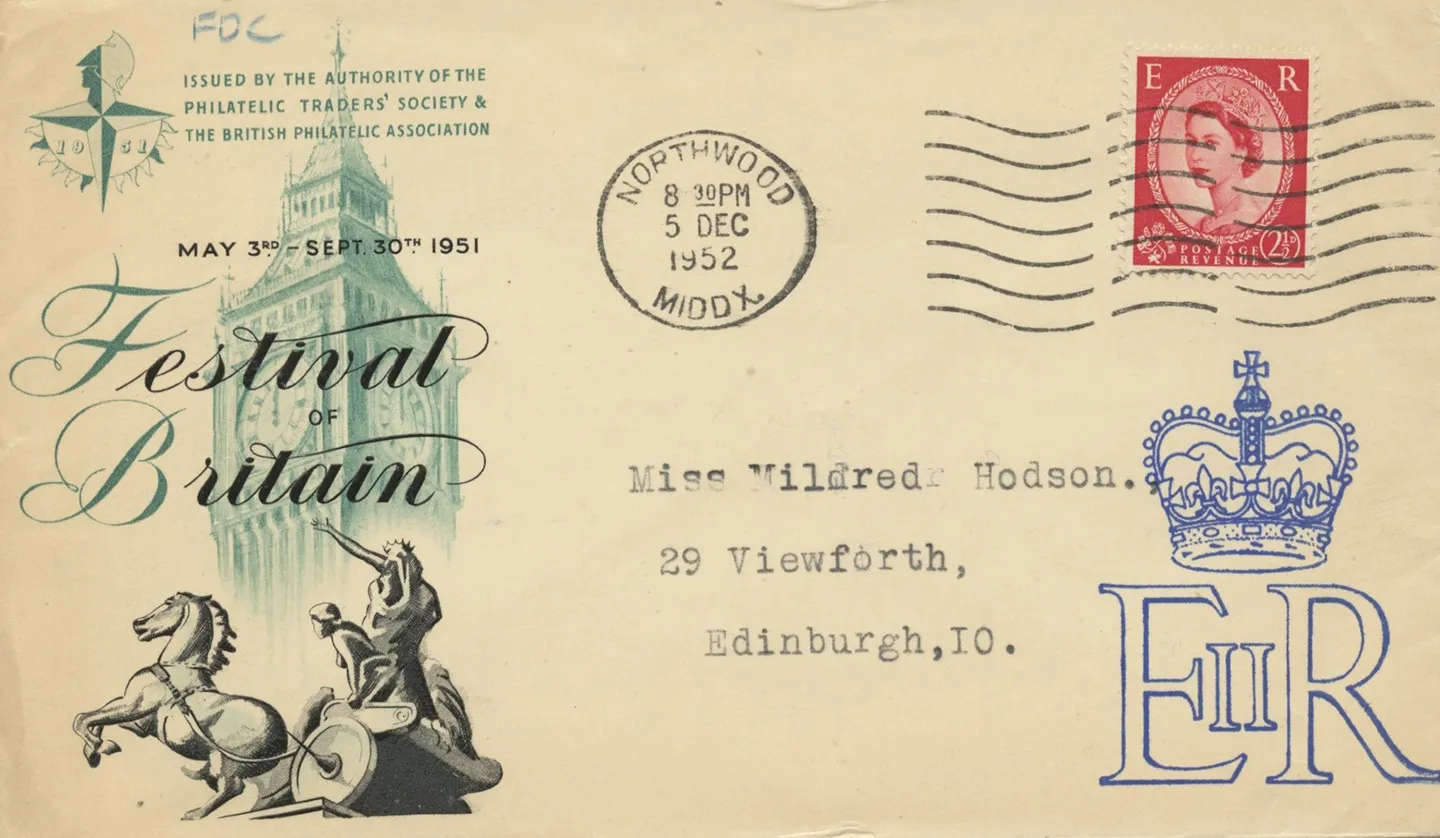 FDC
ISSUED BY THE AUTHORITY OF THE
PHILATELIC TRADERS' SOCIETY &
THE BRITISH PHILATELIC ASSOCIATION
19 51
MAY 3RD – SEPT. 30TH 1951
Festival
OF
Britain
NORTHWOOD
8 30PM
5 DEC
1952
MIDDX.
E R
POSTAGE
REVENUE
2½D
Miss Mildred Hodson.,
29 Viewforth,
Edinburgh,IO.
EIIR